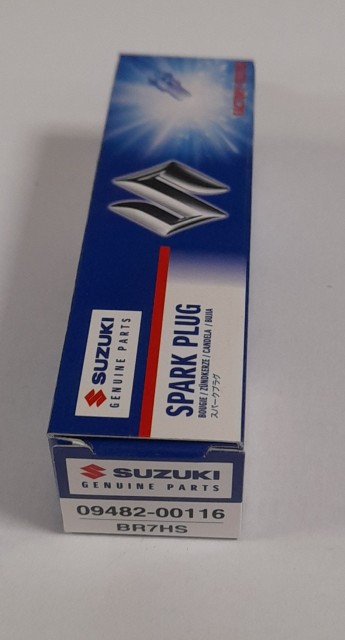 SUZUKI
GENUINE PARTS
SPARK PLUG
BOUGIE / ZÜNDKERZE / CANDELA / BUJIA
スパークプラグ
SUZUKI
GENUINE PARTS
09482-00116
BR7HS